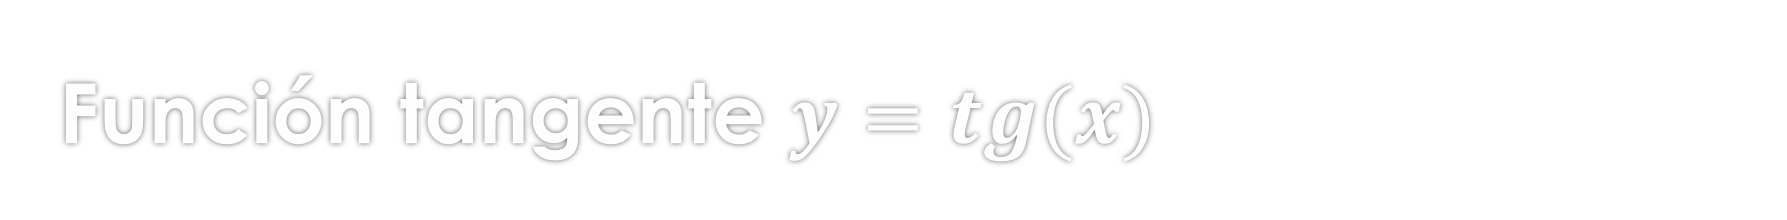 Función tangente y = tg(x)